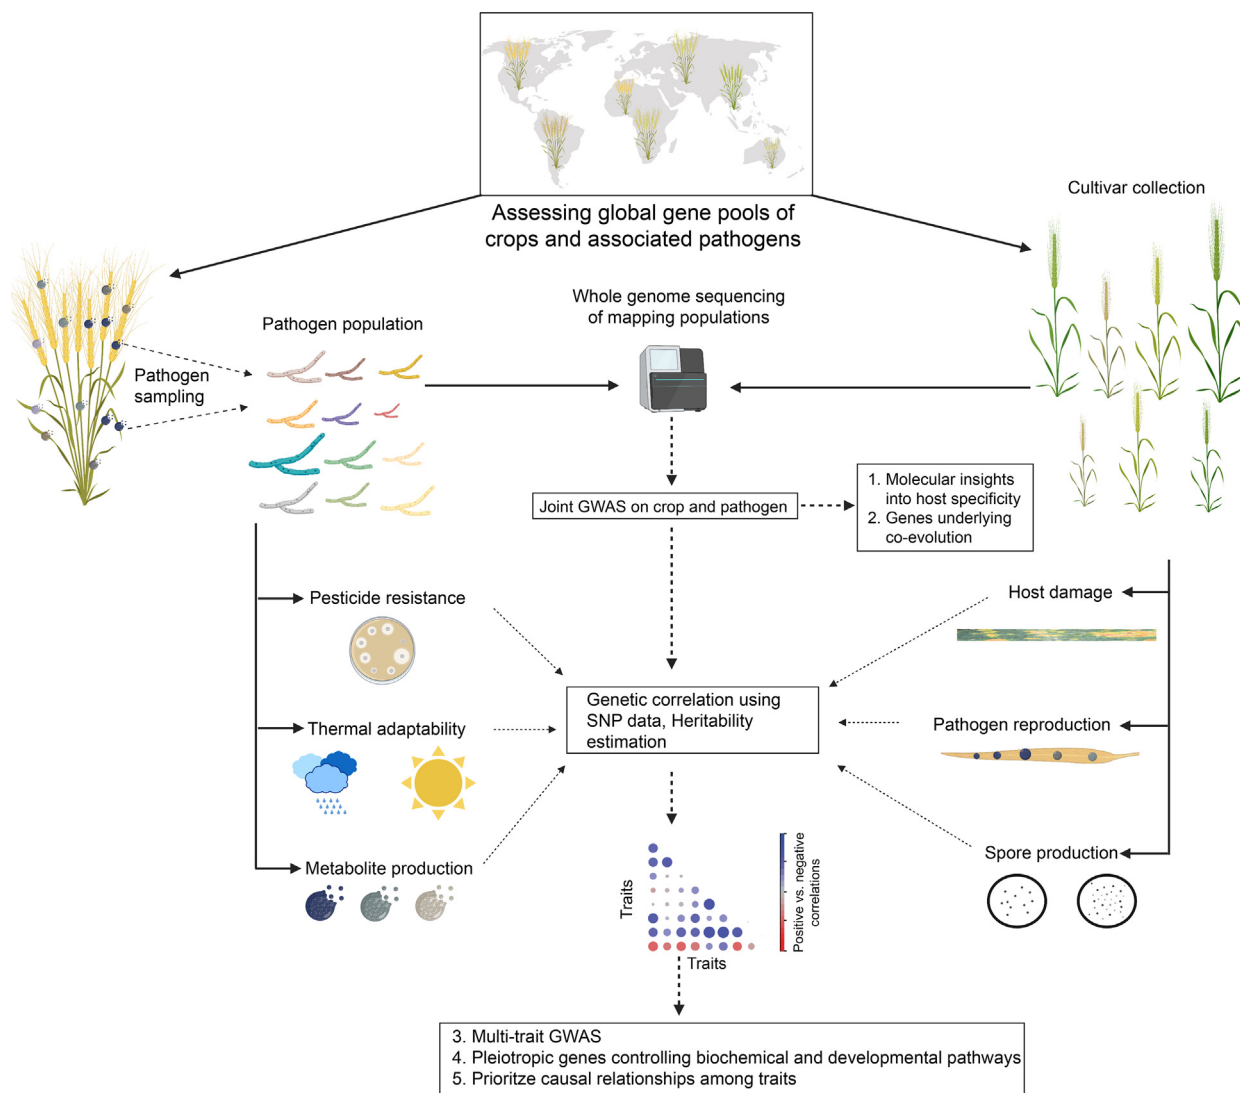 Assessing global gene pools of
crops and associated pathogens
Cultivar collection
Whole genome sequencing
of mapping populations
Pathogen population
Pathogen
sampling
Joint GWAS on crop and pathogen
1. Molecular insights
into host specificity
2. Genes underlying
co-evolution
Pesticide resistance
Host damage
Genetic correlation using
SNP data, Heritability
estimation
Thermal adaptability
Pathogen reproduction
Metabolite production
Spore production
Traits
Traits
Positive vs. negative
correlations
3. Multi-trait GWAS
4. Pleiotropic genes controlling biochemical and developmental pathways
5. Prioritze causal relationships among traits